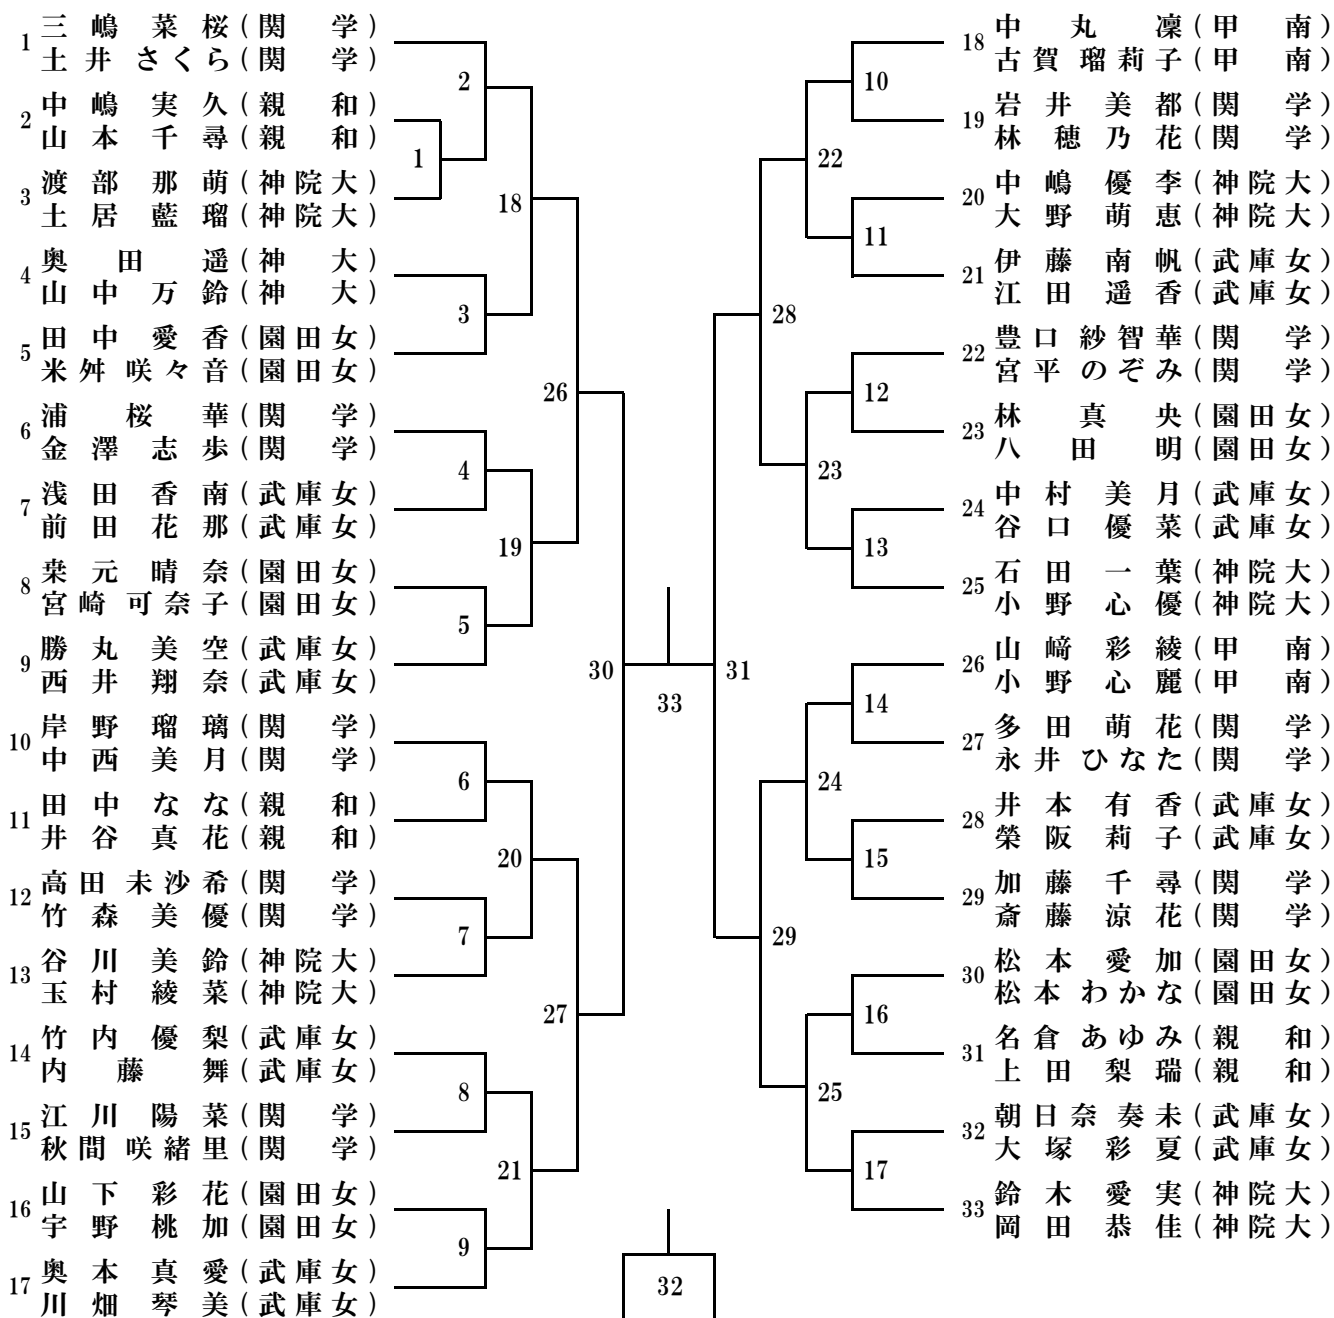 1 三嶋菜桜(関学)
土井さくら(関学)
2 中嶋実久(親和)
山本千尋(親和)
3 渡部那萌(神院大)
土居藍瑠(神院大)
4 奥田遥(神大)
山中万鈴(神大)
5 田中愛香(園田女)
米舛咲々音(園田女)
6 浦桜華(関学)
金澤志歩(関学)
7 浅田香南(武庫女)
前田花那(武庫女)
8 桒元晴奈(園田女)
宮崎可奈子(園田女)
9 勝丸美空(武庫女)
西井翔奈(武庫女)
10 岸野瑠璃(関学)
中西美月(関学)
11 田中なな(親和)
井谷真花(親和)
12 高田未沙希(関学)
竹森美優(関学)
13 谷川美鈴(神院大)
玉村綾菜(神院大)
14 竹内優梨(武庫女)
内藤舞(武庫女)
15 江川陽菜(関学)
秋間咲緒里(関学)
16 山下彩花(園田女)
宇野桃加(園田女)
17 奥本真愛(武庫女)
川畑琴美(武庫女)
1
2
3
4
5
6
7
8
9
18
19
20
21
26
27
30
33
32
31
28
29
22
23
24
25
10
11
12
13
14
15
16
17
18 中丸凜(甲南)
古賀瑠莉子(甲南)
19 岩井美都(関学)
林穂乃花(関学)
20 中嶋優李(神院大)
大野萌恵(神院大)
21 伊藤南帆(武庫女)
江田遥香(武庫女)
22 豊口紗智華(関学)
宮平のぞみ(関学)
23 林真央(園田女)
八田明(園田女)
24 中村美月(武庫女)
谷口優菜(武庫女)
25 石田一葉(神院大)
小野心優(神院大)
26 山﨑彩綾(甲南)
小野心麗(甲南)
27 多田萌花(関学)
永井ひなた(関学)
28 井本有香(武庫女)
榮阪莉子(武庫女)
29 加藤千尋(関学)
斎藤涼花(関学)
30 松本愛加(園田女)
松本わかな(園田女)
31 名倉あゆみ(親和)
上田梨瑞(親和)
32 朝日奈奏未(武庫女)
大塚彩夏(武庫女)
33 鈴木愛実(神院大)
岡田恭佳(神院大)